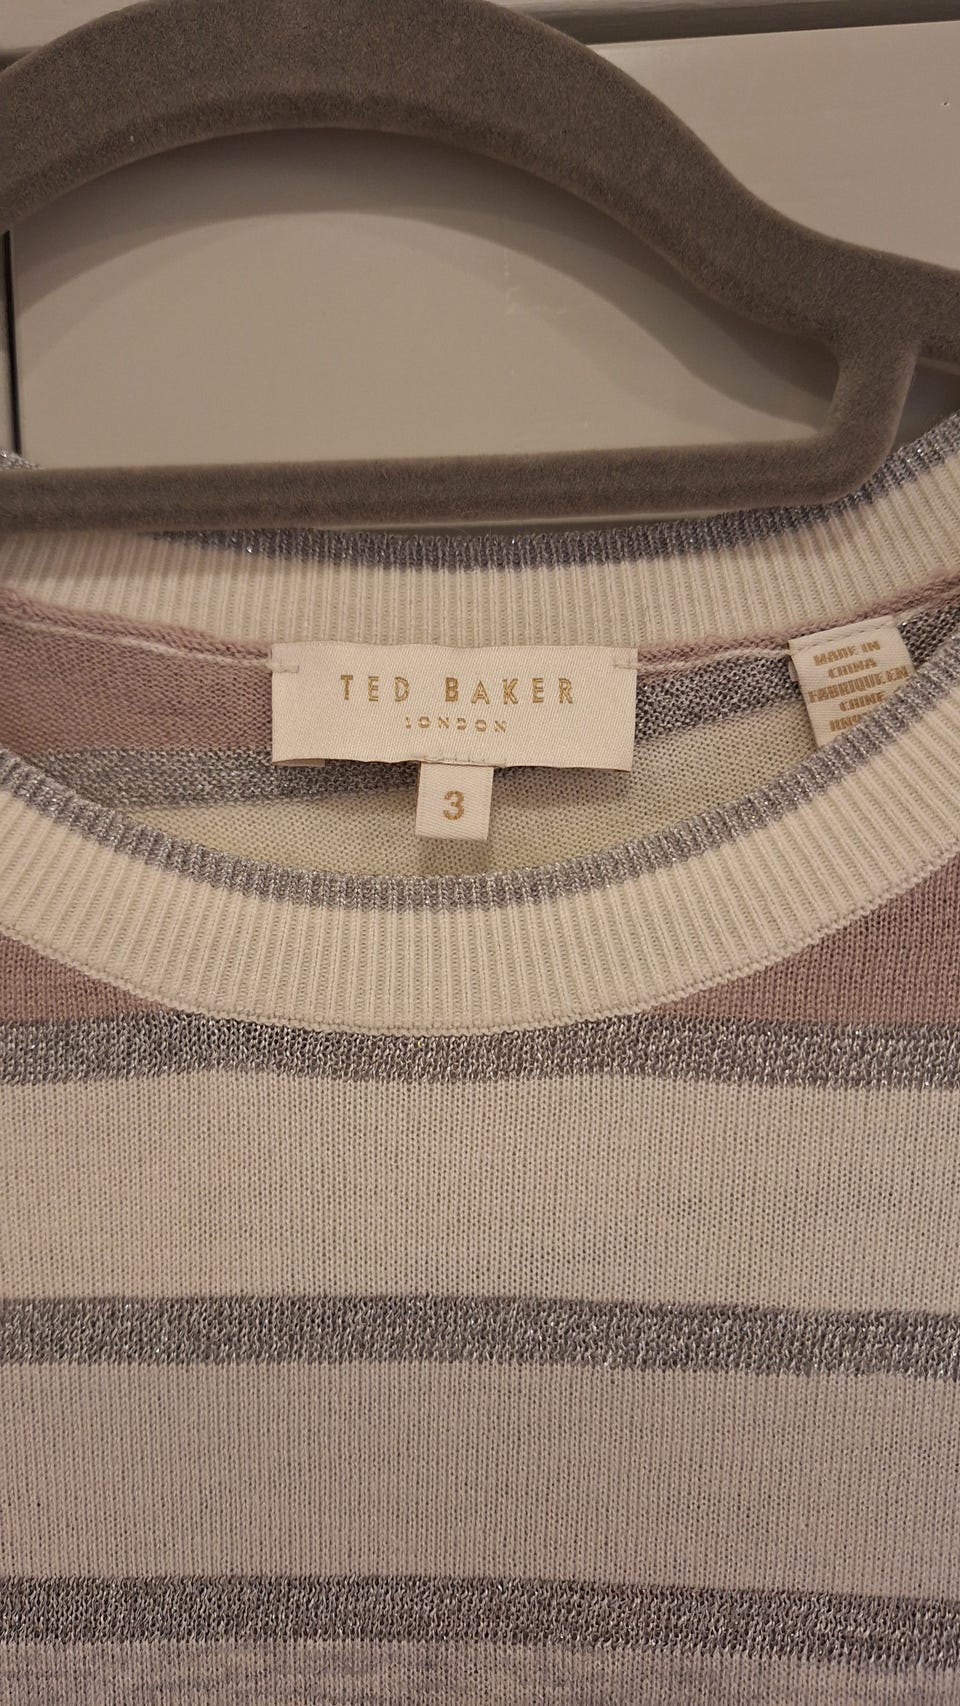 TED BAKER
LONDON
3
MADE IN
CHINA
FABRIQUE EN
CHINE